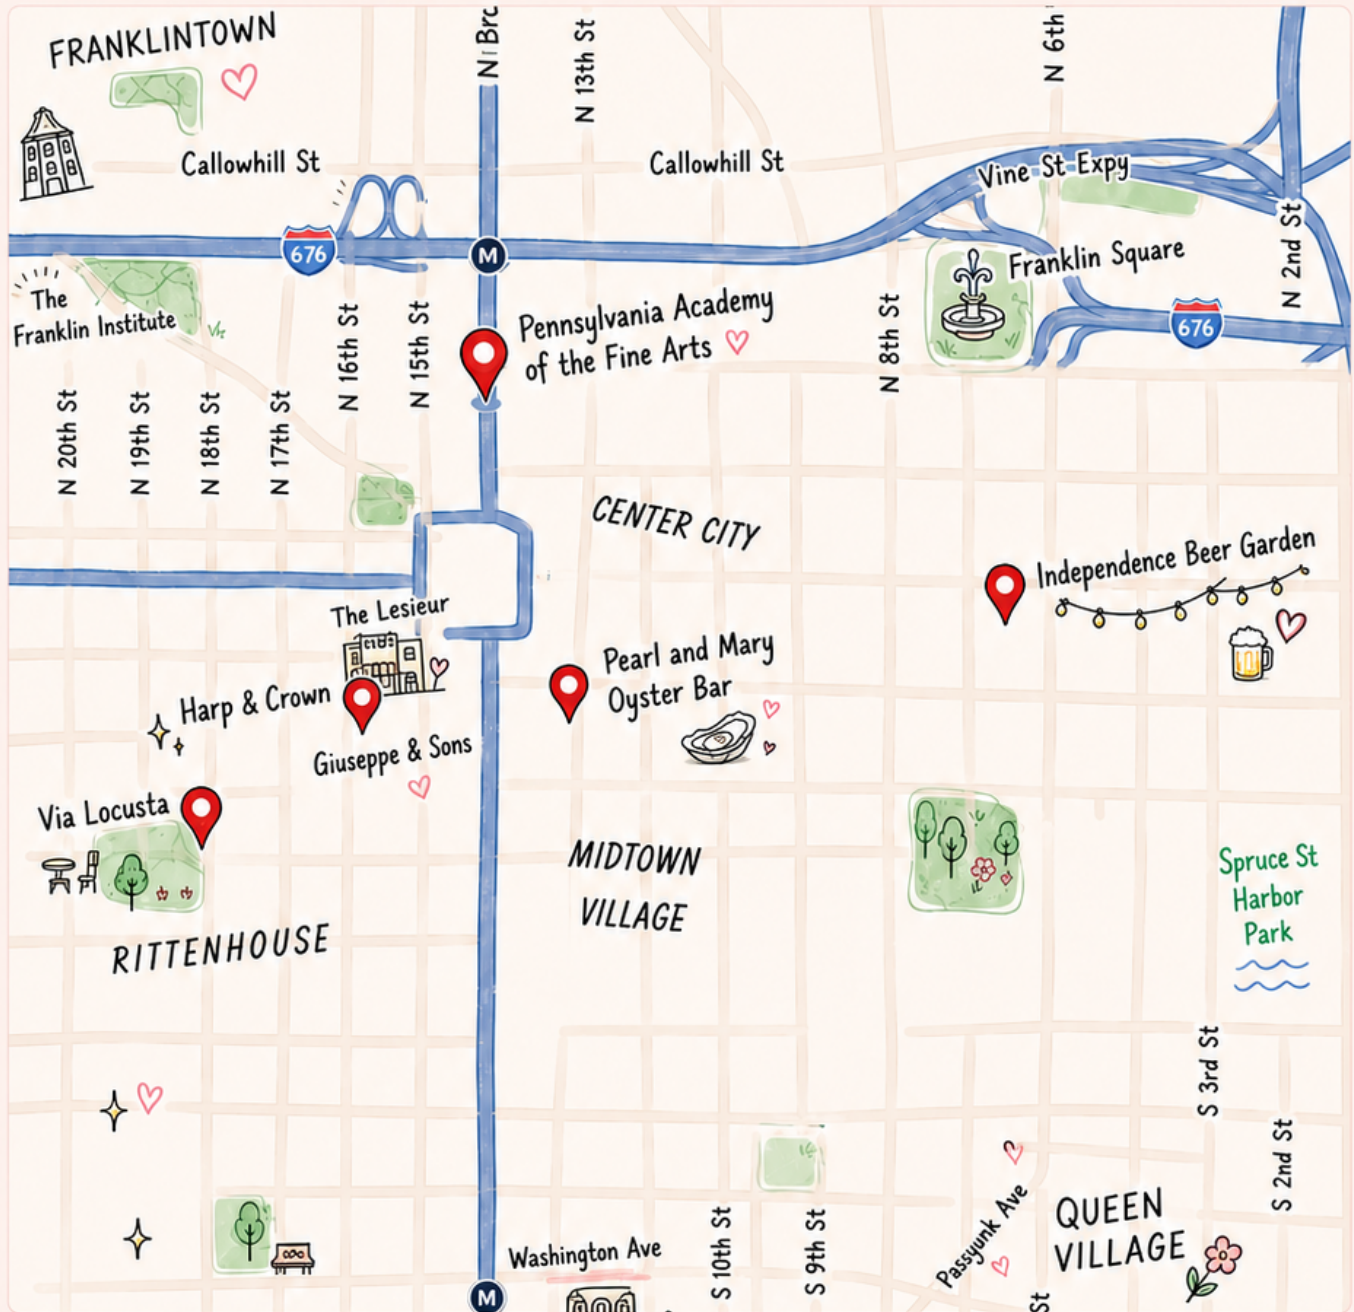 FRANKLINTOWN
N Bro
N 13th St
N 6th
Callowhill St
Callowhill St
Vine St Expy
676
M
Franklin Square
N 2nd St
The
Franklin Institute
N 16th St
N 15th St
Pennsylvania Academy
of the Fine Arts
N 8th St
676
N 20th St
N 19th St
N 18th St
N 17th St
CENTER CITY
Independence Beer Garden
The Lesieur
Harp & Crown
Pearl and Mary
Oyster Bar
Giuseppe & Sons
Via Locusta
MIDTOWN
VILLAGE
Spruce St
Harbor
Park
RITTENHOUSE
S 3rd St
S 2nd St
Passyunk Ave
QUEEN
VILLAGE
Washington Ave
S 10th St
S 9th St
M
St